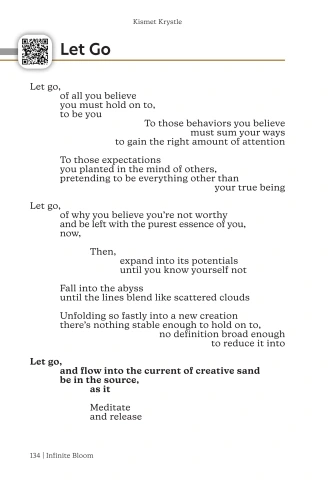 Kismet Krystle
Let Go
Let go,
of all you believe
you must hold on to,
to be you
To those behaviors you believe
must sum your ways
to gain the right amount of attention
To those expectations
you planted in the mind of others,
pretending to be everything other than
your true being
Let go,
of why you believe you're not worthy
and be left with the purest essence of you,
now,
Then,
expand into its potentials
until you know yourself not
Fall into the abyss
until the lines blend like scattered clouds
Unfolding so fastly into a new creation
there's nothing stable enough to hold on to,
no definition broad enough
to reduce it into
Let go,
and flow into the current of creative sand
be in the source,
as it
Meditate
and release
134 | Infinite Bloom